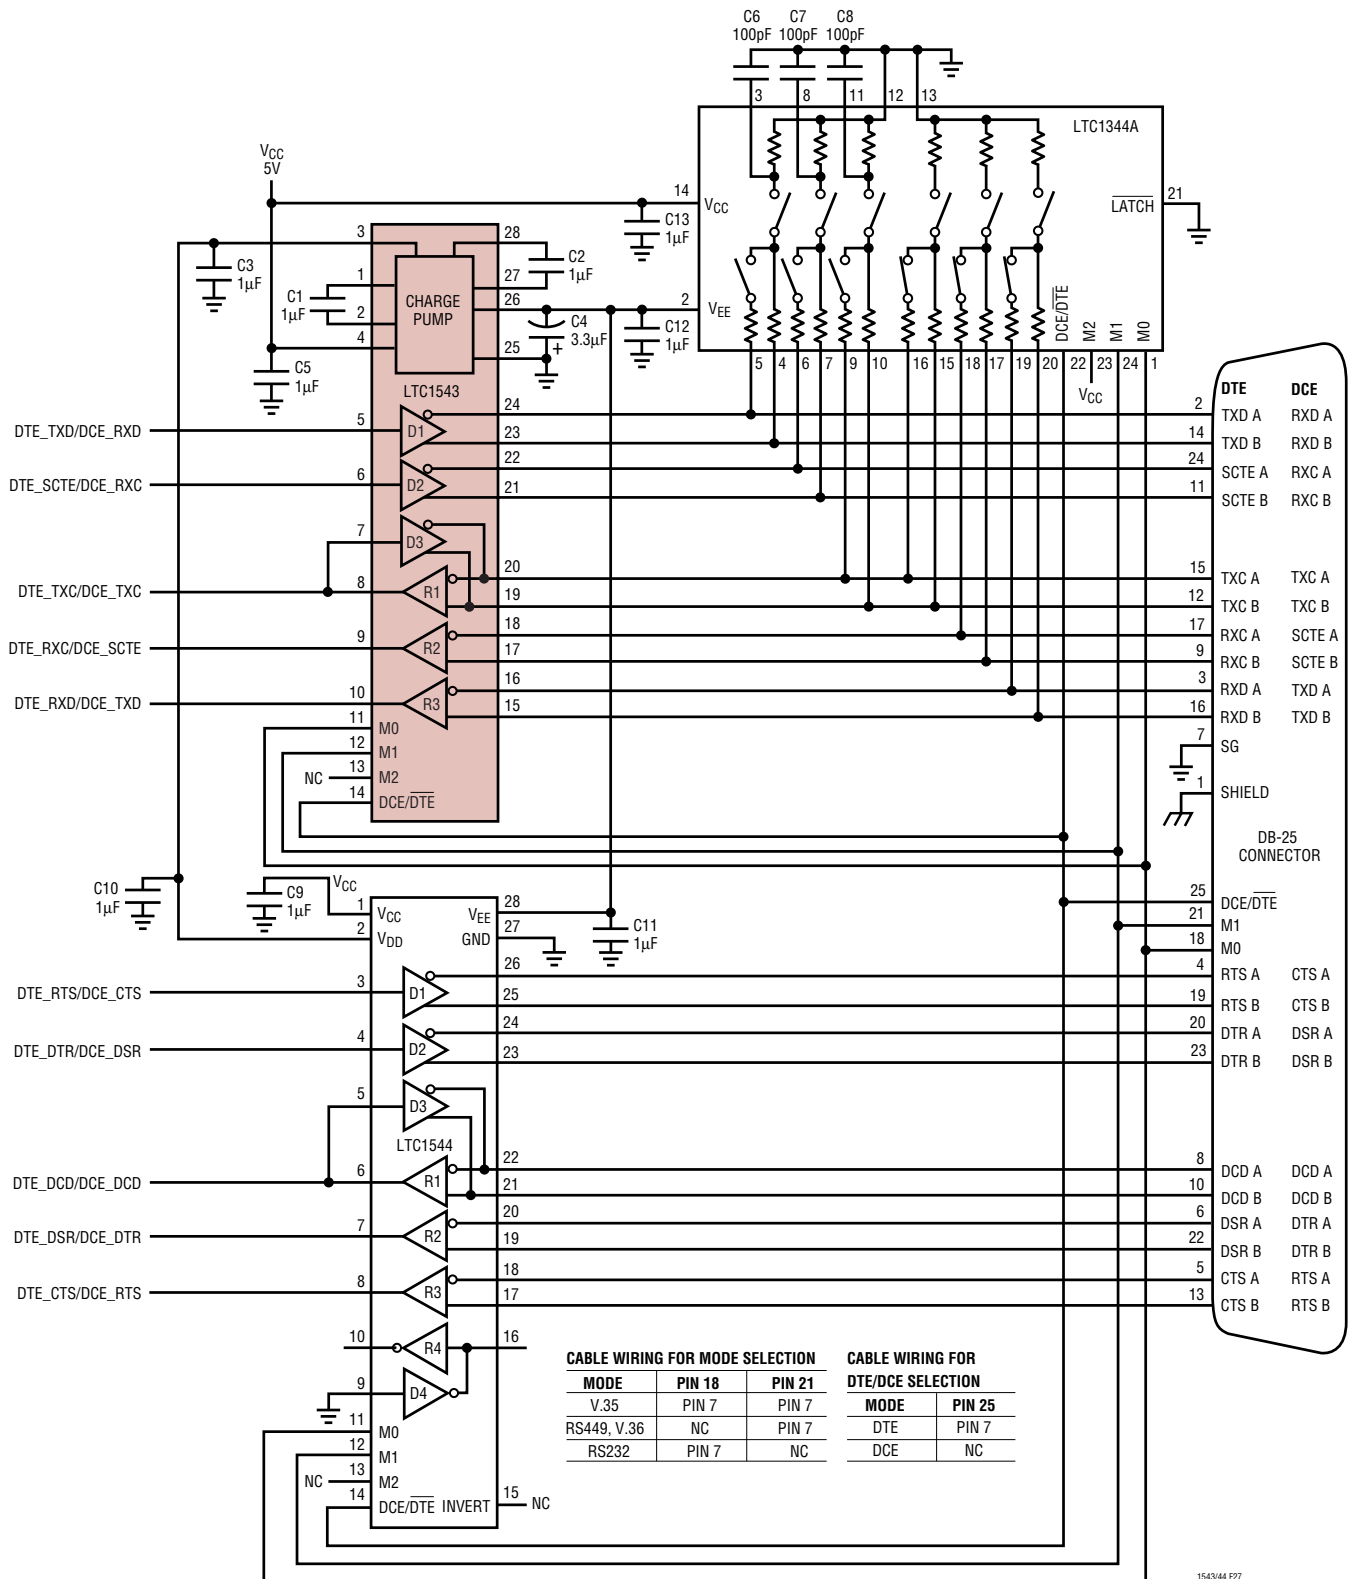 C6 C7 C8
100pF 100pF 100pF
3 8 11 12 13
LTC1344A
VCC
5V
14 VCC
C13
1µF
LATCH 21
3 28
C3
1µF
C2
1µF
1 27
C1
1µF
CHARGE
PUMP
26
2 VEE
2
C4
3.3µF
+
C12
1µF
4 25
C5
1µF
DCE/DTE
M2
M1
M0
5 4 6 7 9 10 16 15 18 17 19 20 22 23 24 1
VCC
LTC1543
DTE DCE
DTE_TXD/DCE_RXD 5 D1 24 2 TXD A RXD A
23 14 TXD B RXD B
DTE_SCTE/DCE_RXC 6 D2 22 24 SCTE A RXC A
21 11 SCTE B RXC B
7 D3
DTE_TXC/DCE_TXC 8 R1 20 15 TXC A TXC A
19 12 TXC B TXC B
DTE_RXC/DCE_SCTE 9 R2 18 17 RXC A SCTE A
17 9 RXC B SCTE B
DTE_RXD/DCE_TXD 10 R3 16 3 RXD A TXD A
15 16 RXD B TXD B
11 M0
12 M1
NC 13 M2
14 DCE/DTE
7 SG
1 SHIELD
DB-25
CONNECTOR
C10
1µF
C9
1µF
VCC
1 VCC VEE 28
2 VDD GND 27
C11
1µF
25 DCE/DTE
21 M1
18 M0
DTE_RTS/DCE_CTS 3 D1 26 4 RTS A CTS A
25 19 RTS B CTS B
DTE_DTR/DCE_DSR 4 D2 24 20 DTR A DSR A
23 23 DTR B DSR B
5 D3
LTC1544
DTE_DCD/DCE_DCD 6 R1 22 8 DCD A DCD A
21 10 DCD B DCD B
DTE_DSR/DCE_DTR 7 R2 20 6 DSR A DTR A
19 22 DSR B DTR B
DTE_CTS/DCE_RTS 8 R3 18 5 CTS A RTS A
17 13 CTS B RTS B
10 R4 16
9 D4
11 M0
12 M1
NC 13 M2
14 DCE/DTE INVERT 15 NC
CABLE WIRING FOR MODE SELECTION
MODE PIN 18 PIN 21
V.35 PIN 7 PIN 7
RS449, V.36 NC PIN 7
RS232 PIN 7 NC
CABLE WIRING FOR
DTE/DCE SELECTION
MODE PIN 25
DTE PIN 7
DCE NC
1543/44 F27